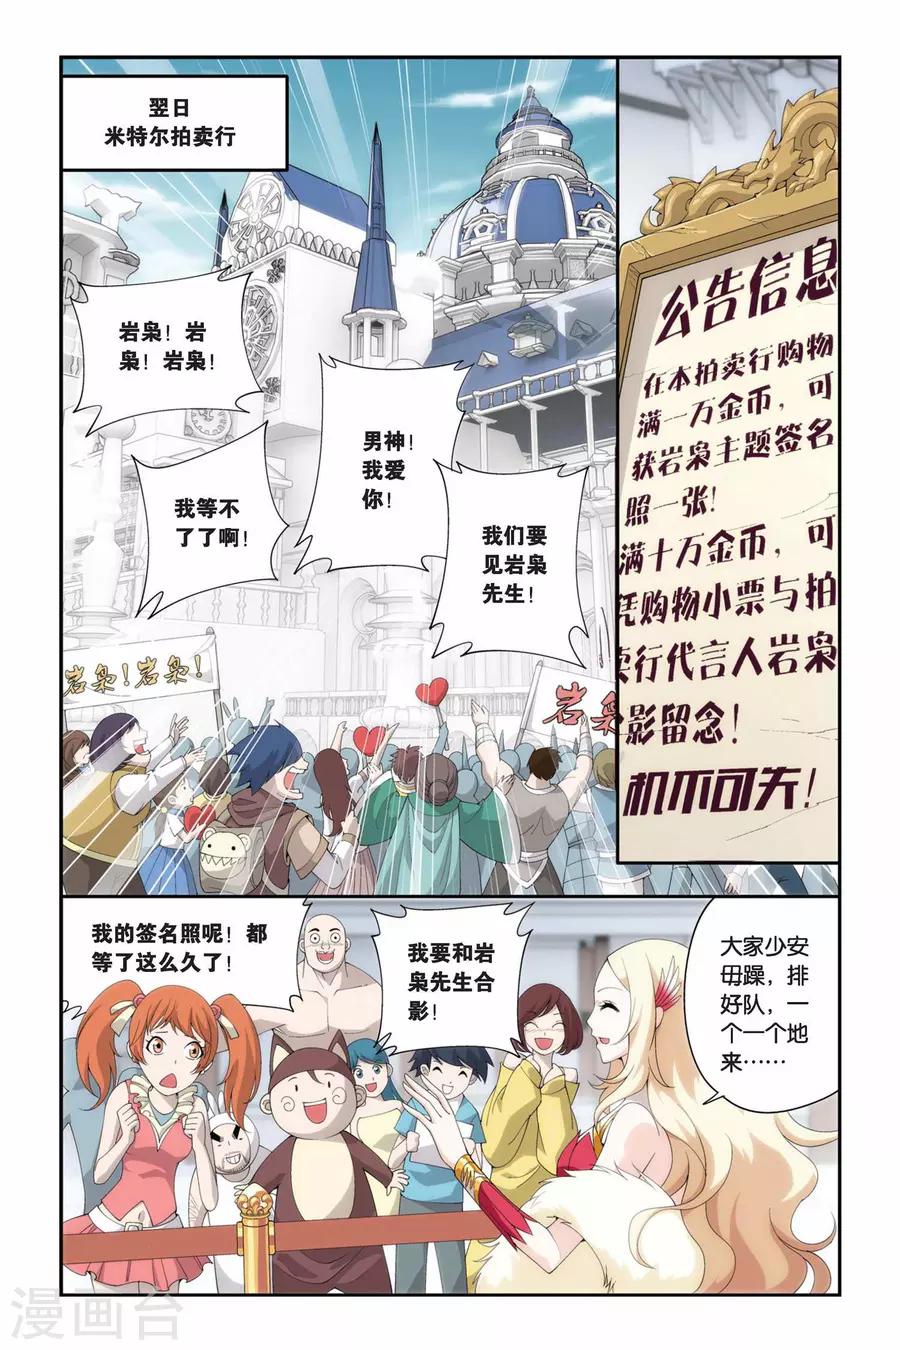 翌日
米特尔拍卖行
岩枭！岩
枭！岩枭！
男神！
我爱
你！
我等不
了了啊！
我们要
见岩枭
先生！
岩枭！岩枭！
岩枭
公告信息
在本拍卖行购物
满一万金币，可
获岩枭主题签名
照一张！
满十万金币，可
凭购物小票与拍
卖行代言人岩枭
影留念！
机不可失！
我的签名照呢！都
等了这么久了！
我要和岩
枭先生合
影！
大家少安
毋躁，排
好队，一
个一个地
来……
漫画台